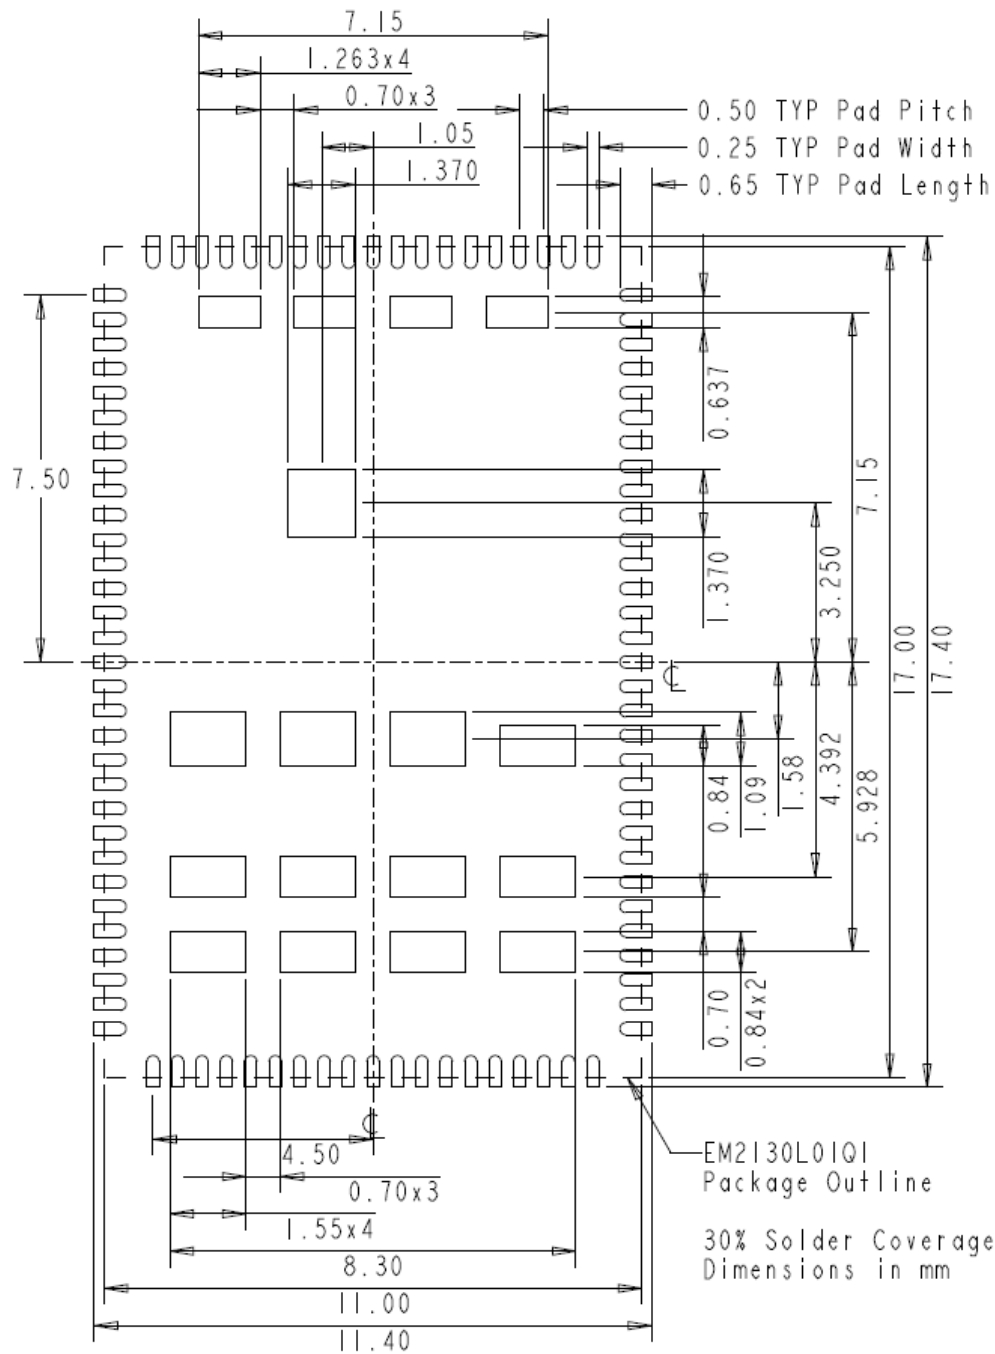 7.15
1.263x4
0.70x3
0.50 TYP Pad Pitch
1.05
0.25 TYP Pad Width
1.370
0.65 TYP Pad Length
0.637
7.50
7.15
1.370
3.250
17.00
17.40
℄
0.84
1.09
1.58
4.392
5.928
0.70
0.84x2
℄
4.50
EM2130L01QI
0.70x3
Package Outline
1.55x4
30% Solder Coverage
8.30
Dimensions in mm
11.00
11.40